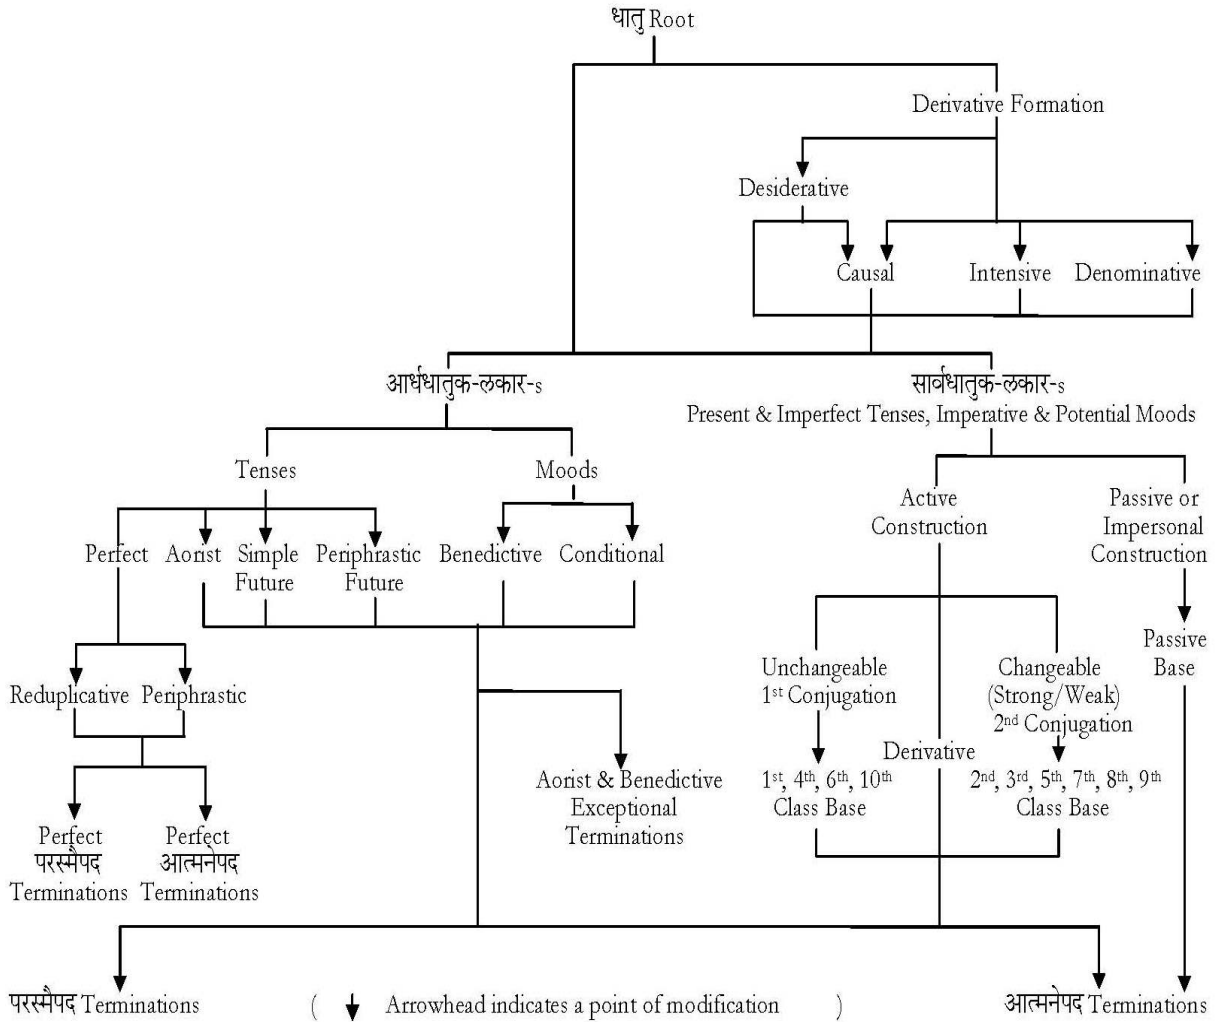 धातु Root
Derivative Formation
Desiderative
Causal Intensive Denominative
आर्धधातुक-लकार-s
सार्वधातुक-लकार-s
Present & Imperfect Tenses, Imperative & Potential Moods
Tenses
Moods
Active
Construction
Passive or
Impersonal
Construction
Perfect
Aorist
Simple
Future
Periphrastic
Future
Benedictive
Conditional
Passive
Base
Unchangeable
1st Conjugation
Changeable
(Strong/Weak)
2nd Conjugation
Reduplicative
Periphrastic
Derivative
Aorist & Benedictive
Exceptional
Terminations
1st, 4th, 6th, 10th
Class Base
2nd, 3rd, 5th, 7th, 8th, 9th
Class Base
Perfect
परस्मैपद
Terminations
Perfect
आत्मनेपद
Terminations
परस्मैपद Terminations
( Arrowhead indicates a point of modification )
आत्मनेपद Terminations